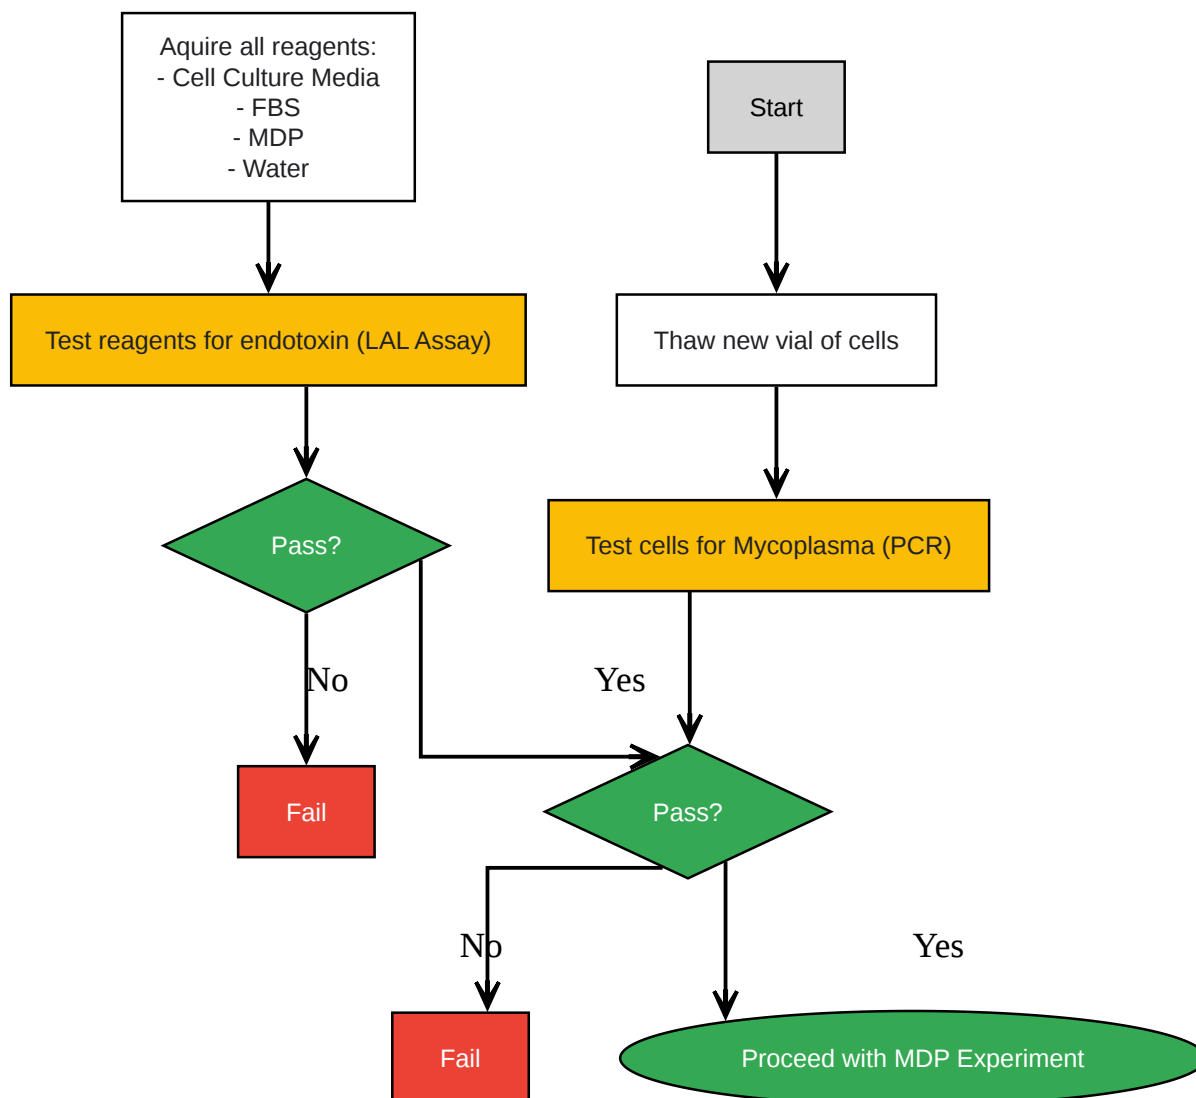 Aquire all reagents:
- Cell Culture Media
- FBS
- MDP
- Water
Start
Test reagents for endotoxin (LAL Assay)
Thaw new vial of cells
Pass?
Test cells for Mycoplasma (PCR)
No
Yes
Fail
Pass?
No
Yes
Fail
Proceed with MDP Experiment